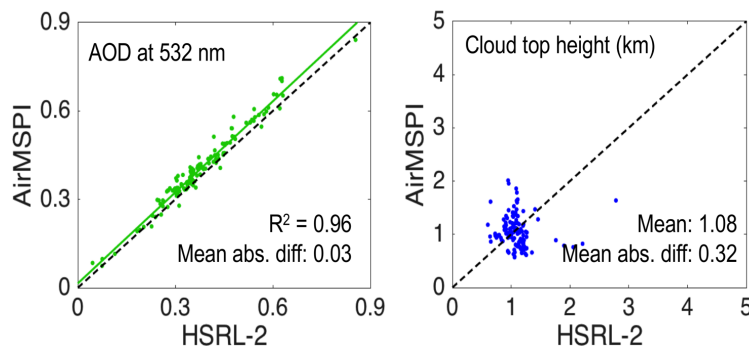 AOD at 532 nm
AirMSPI
0.9
0.6
0.3
0
R² = 0.96
Mean abs. diff: 0.03
0 0.3 0.6 0.9
HSRL-2
Cloud top height (km)
AirMSPI
5
4
3
2
1
0
Mean: 1.08
Mean abs. diff: 0.32
0 1 2 3 4 5
HSRL-2